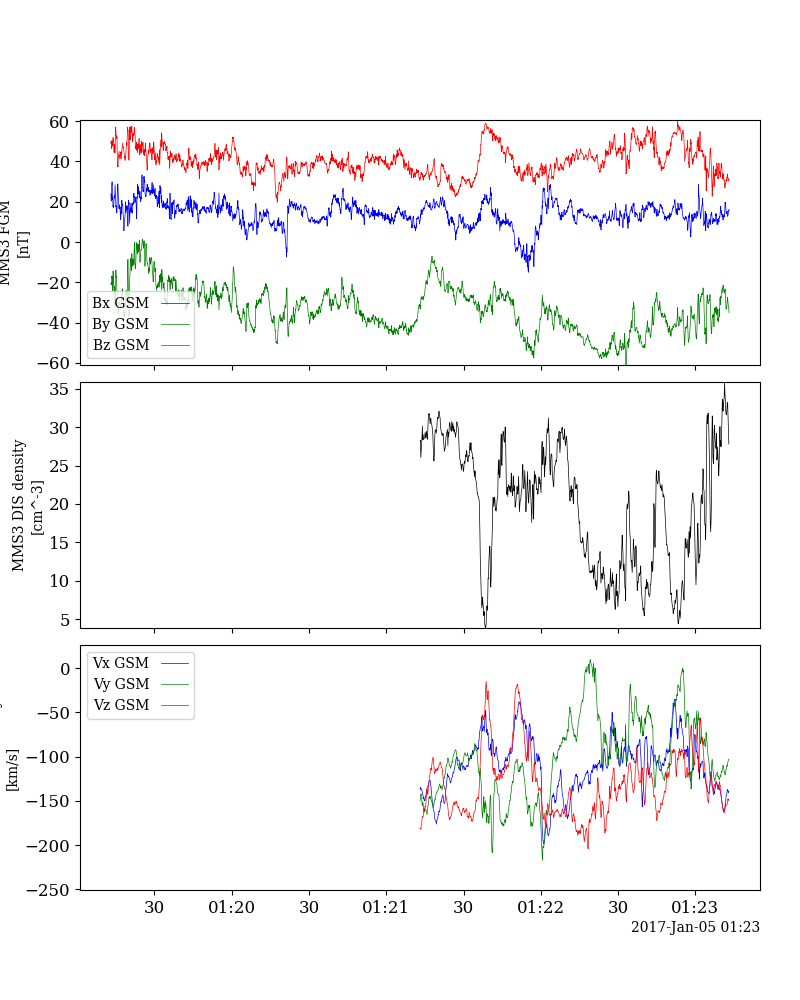 60
40
20
0
−20
−40
−60
MMS3 FGM
[nT]
Bx GSM
By GSM
Bz GSM
35
30
25
20
15
10
5
MMS3 DIS density
[cm^-3]
0
−50
−100
−150
−200
−250
[km/s]
Vx GSM
Vy GSM
Vz GSM
30
01:20
30
01:21
30
01:22
30
01:23
2017-Jan-05 01:23